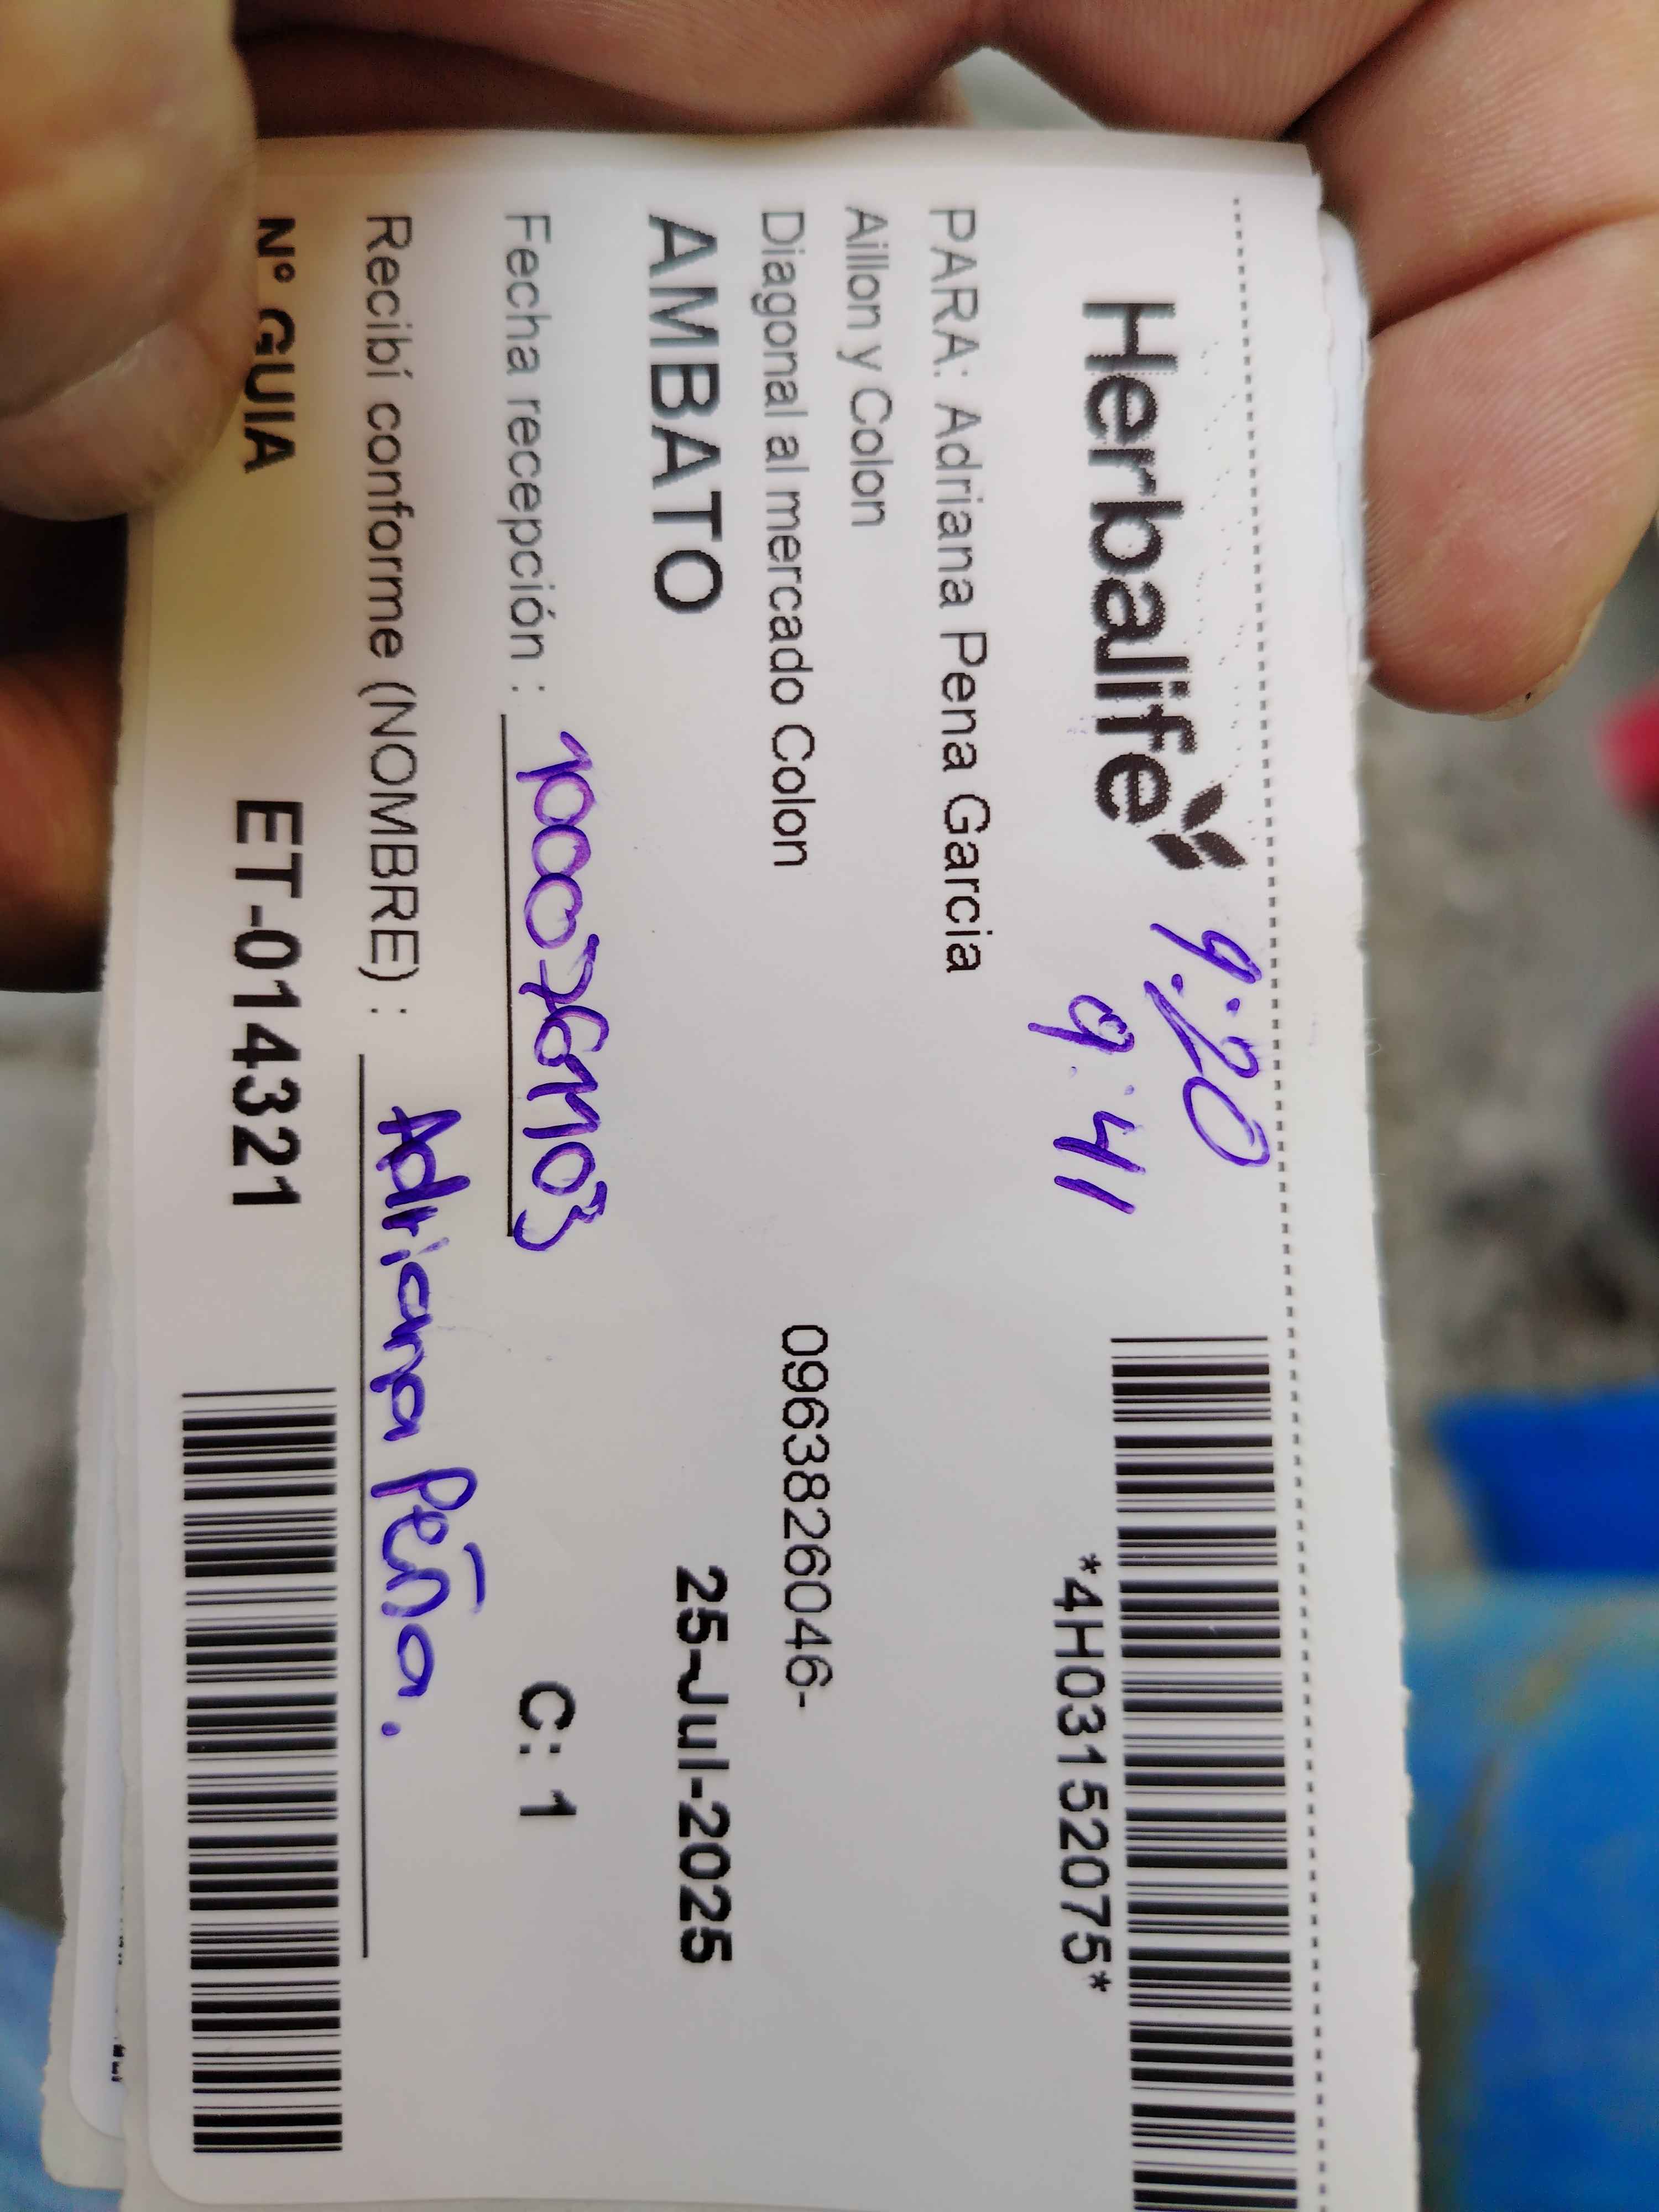 Herbalife
9:20
9:41
*4H03152075*
PARA: Adriana Pena Garcia
Aillon y Colon
Diagonal al mercado Colon 0963826046-
AMBATO 25-Jul-2025
Fecha recepción : C: 1
Recibí conforme (NOMBRE) : Adriana Peña.
N° GUIA ET-014321